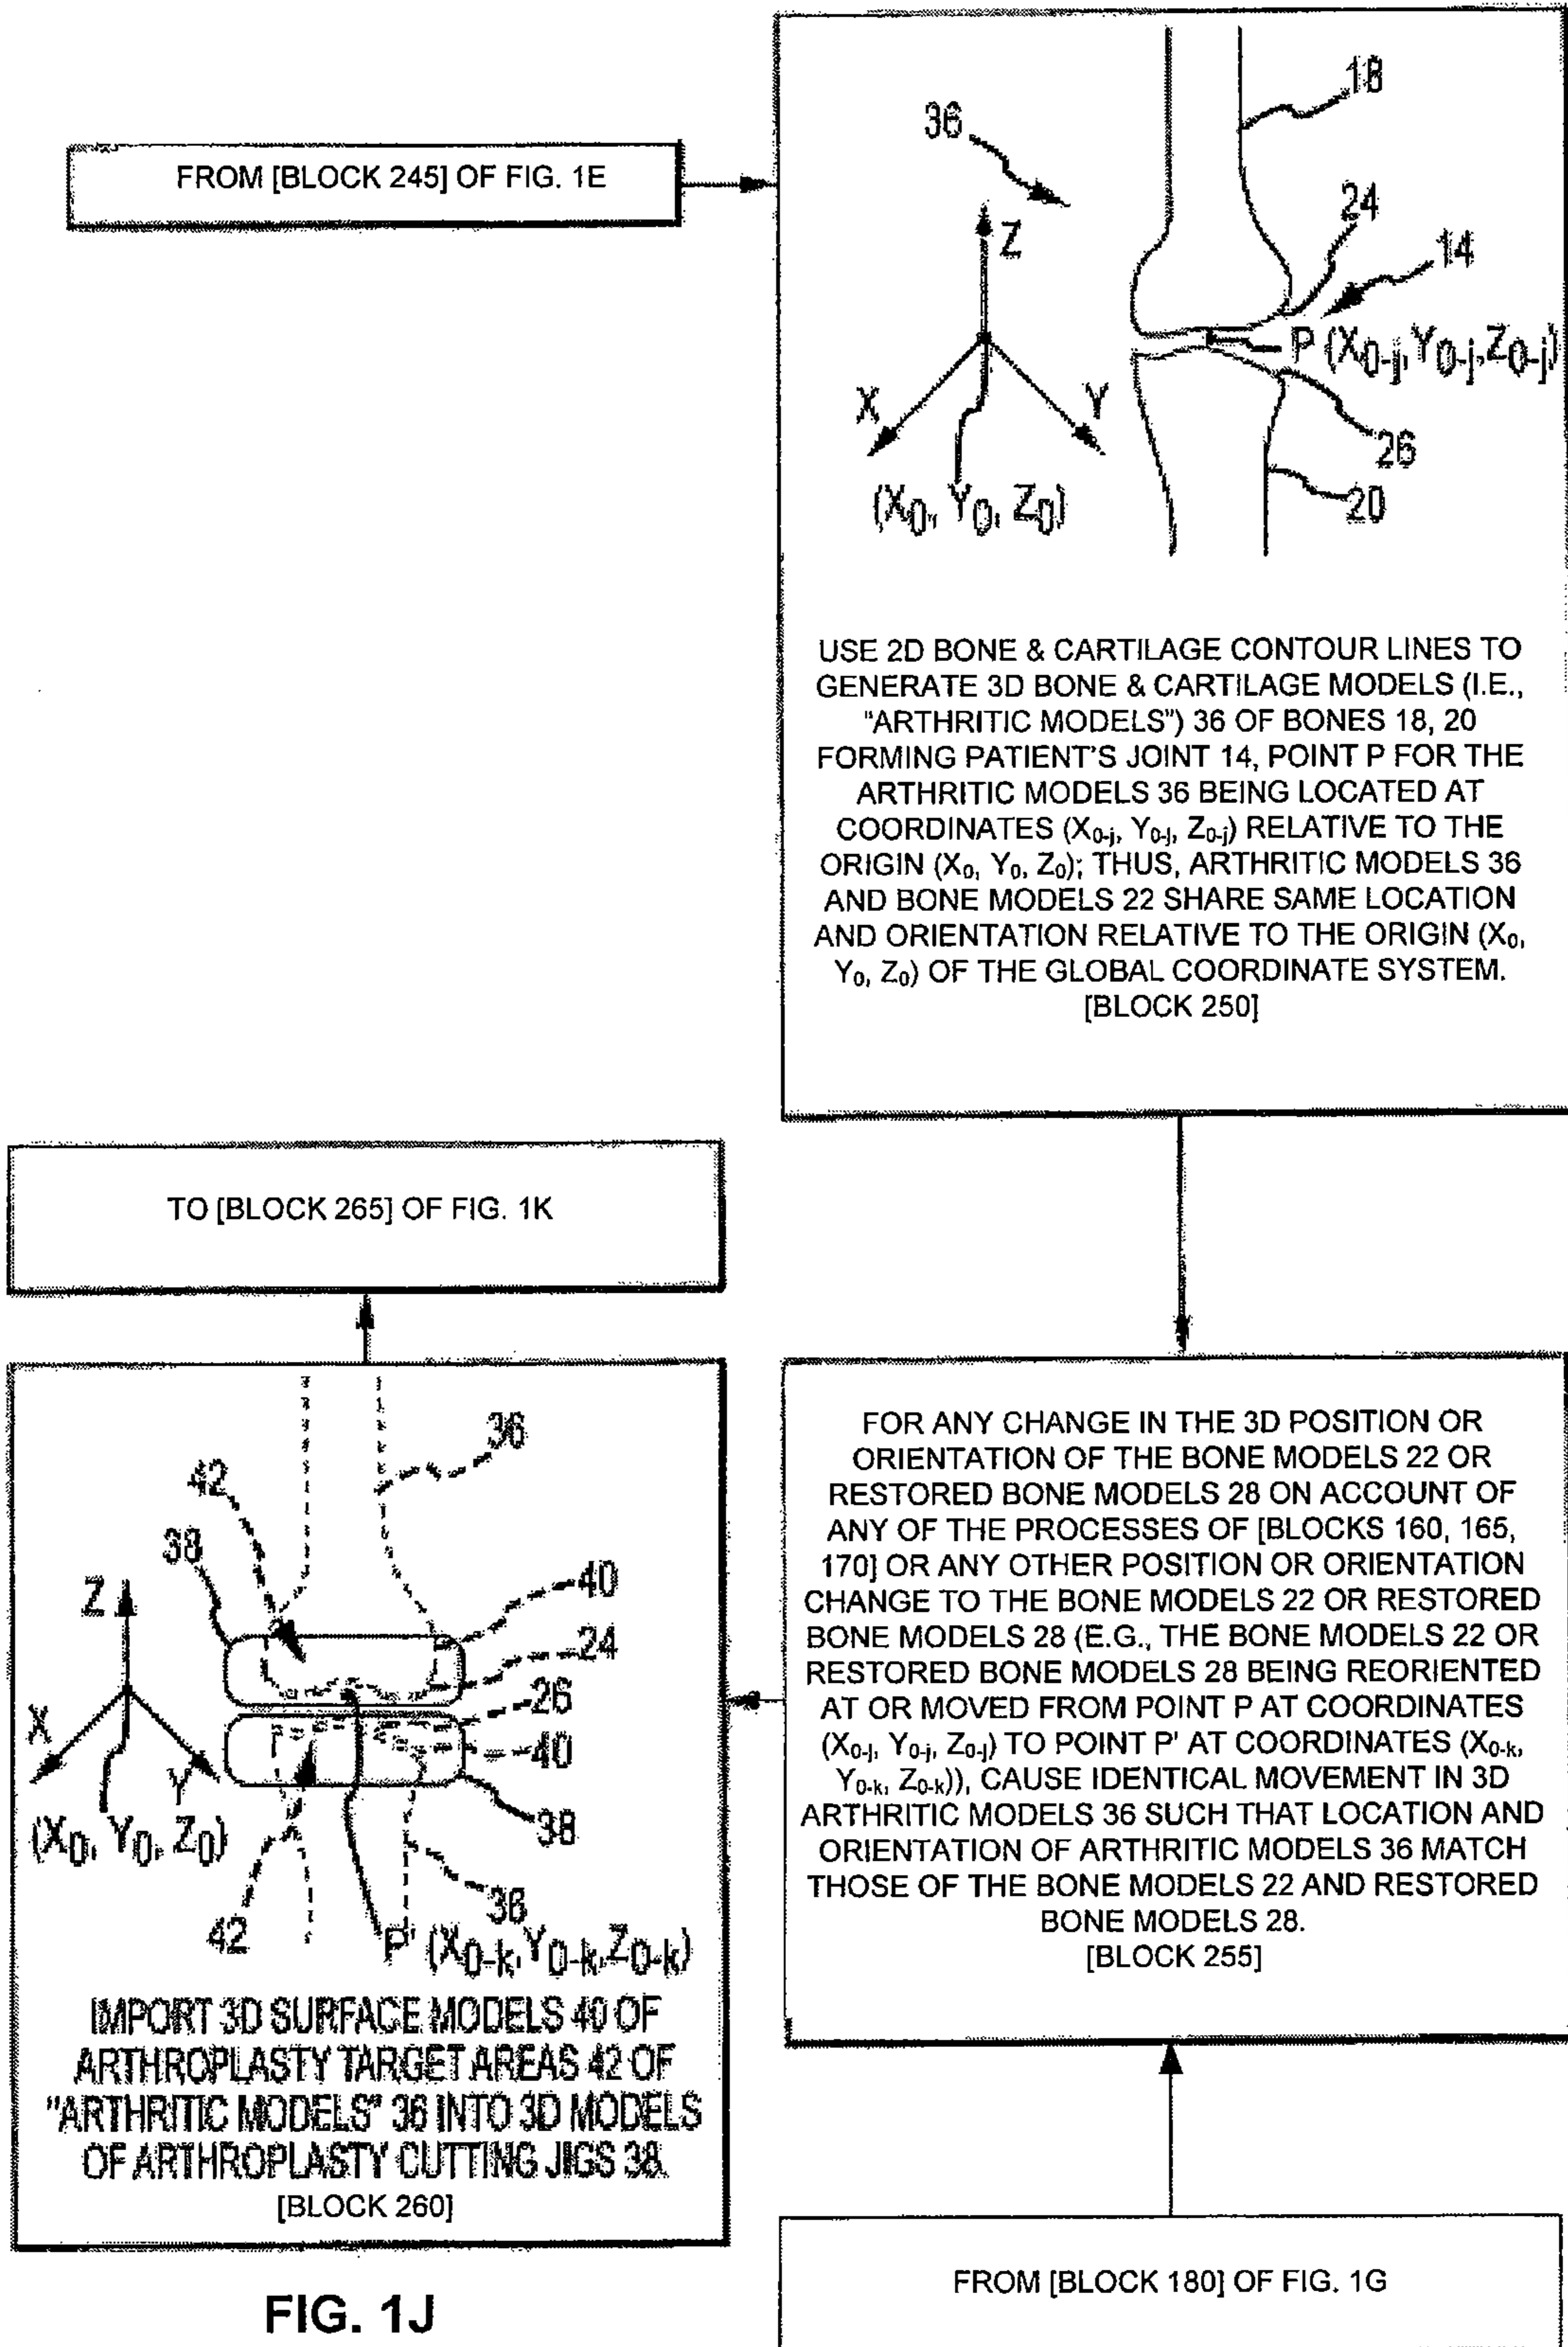 FROM [BLOCK 245] OF FIG. 1E
36
18
24
14
Z
P (X0-j,Y0-j,Z0-j)
X
Y
26
(X0, Y0, Z0)
20
USE 2D BONE & CARTILAGE CONTOUR LINES TO
GENERATE 3D BONE & CARTILAGE MODELS (I.E.,
"ARTHRITIC MODELS") 36 OF BONES 18, 20
FORMING PATIENT'S JOINT 14, POINT P FOR THE
ARTHRITIC MODELS 36 BEING LOCATED AT
COORDINATES (X0-j, Y0-j, Z0-j) RELATIVE TO THE
ORIGIN (X0, Y0, Z0); THUS, ARTHRITIC MODELS 36
AND BONE MODELS 22 SHARE SAME LOCATION
AND ORIENTATION RELATIVE TO THE ORIGIN (X0,
Y0, Z0) OF THE GLOBAL COORDINATE SYSTEM.
[BLOCK 250]
FOR ANY CHANGE IN THE 3D POSITION OR
ORIENTATION OF THE BONE MODELS 22 OR
RESTORED BONE MODELS 28 ON ACCOUNT OF
ANY OF THE PROCESSES OF [BLOCKS 160, 165,
170] OR ANY OTHER POSITION OR ORIENTATION
CHANGE TO THE BONE MODELS 22 OR RESTORED
BONE MODELS 28 (E.G., THE BONE MODELS 22 OR
RESTORED BONE MODELS 28 BEING REORIENTED
AT OR MOVED FROM POINT P AT COORDINATES
(X0-j, Y0-j, Z0-j) TO POINT P' AT COORDINATES (X0-k,
Y0-k, Z0-k)), CAUSE IDENTICAL MOVEMENT IN 3D
ARTHRITIC MODELS 36 SUCH THAT LOCATION AND
ORIENTATION OF ARTHRITIC MODELS 36 MATCH
THOSE OF THE BONE MODELS 22 AND RESTORED
BONE MODELS 28.
[BLOCK 255]
FROM [BLOCK 180] OF FIG. 1G
TO [BLOCK 265] OF FIG. 1K
36
42
38
Z
40
24
26
X
40
Y
38
(X0, Y0, Z0)
36
42
P' (X0-k,Y0-k,Z0-k)
IMPORT 3D SURFACE MODELS 40 OF
ARTHROPLASTY TARGET AREAS 42 OF
"ARTHRITIC MODELS" 36 INTO 3D MODELS
OF ARTHROPLASTY CUTTING JIGS 38.
[BLOCK 260]
FIG. 1J